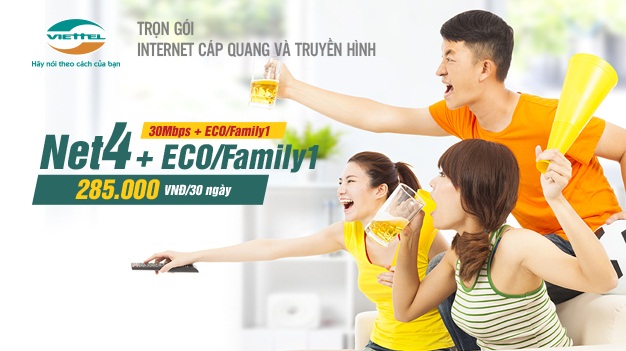 VIETTEL
Hãy nói theo cách của bạn
TRỌN GÓI
INTERNET CÁP QUANG VÀ TRUYỀN HÌNH
30Mbps + ECO/Family1
Net4 + ECO/Family1
285.000 VNĐ/30 ngày